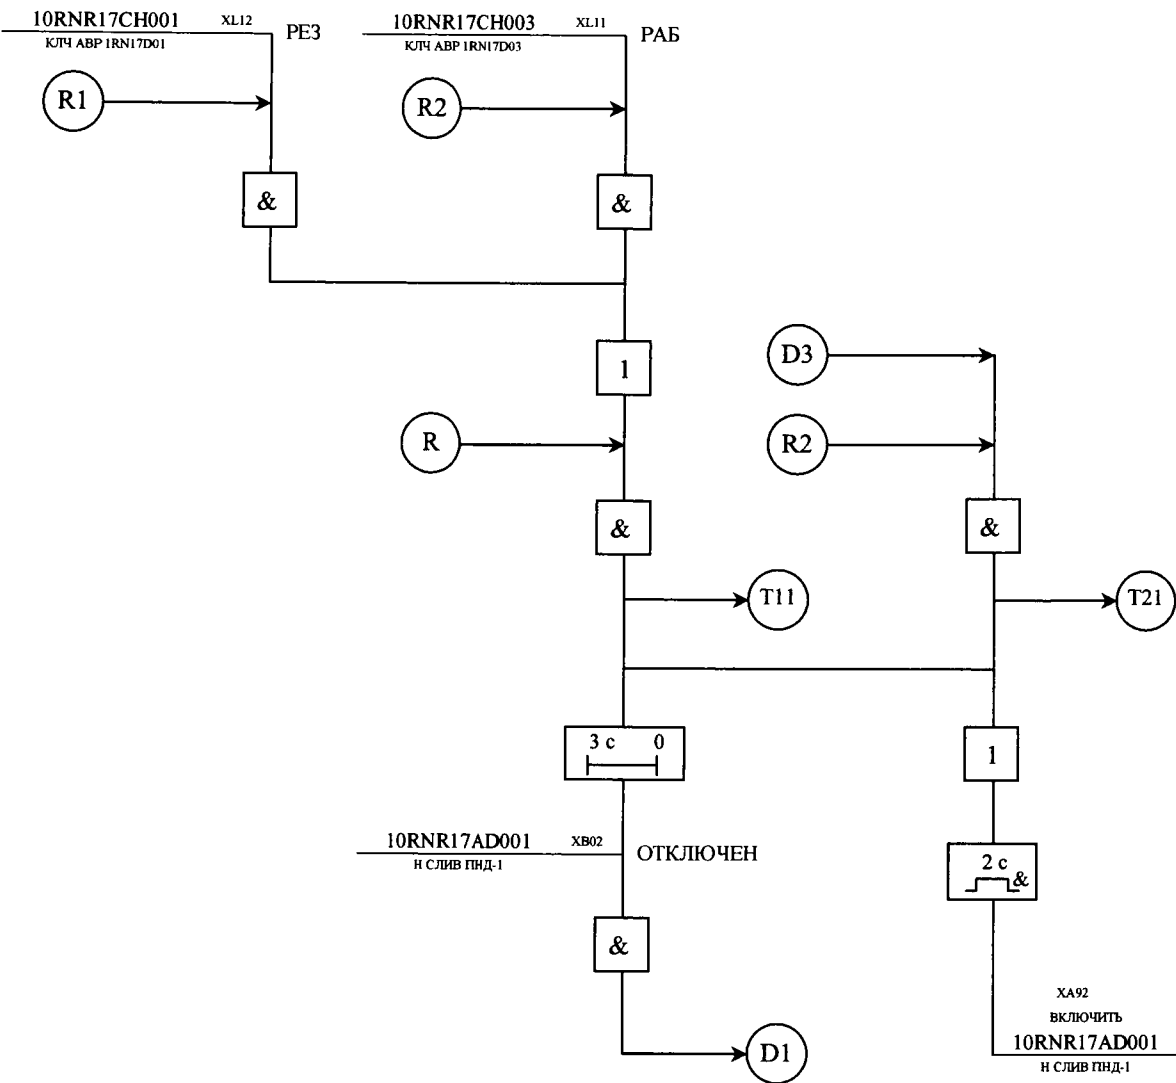 10RNR17CH001 XL12 РЕЗ
КЛЧ АВР 1RN17D01
10RNR17CH003 XL11 РАБ
КЛЧ АВР 1RN17D03
R1
R2
&
&
1
D3
R
R2
&
&
T11
T21
3 с 0
1
10RNR17AD001 XB02 ОТКЛЮЧЕН
Н СЛИВ ПНД-1
2 с
&
&
XA92
ВКЛЮЧИТЬ
10RNR17AD001
Н СЛИВ ПНД-1
D1